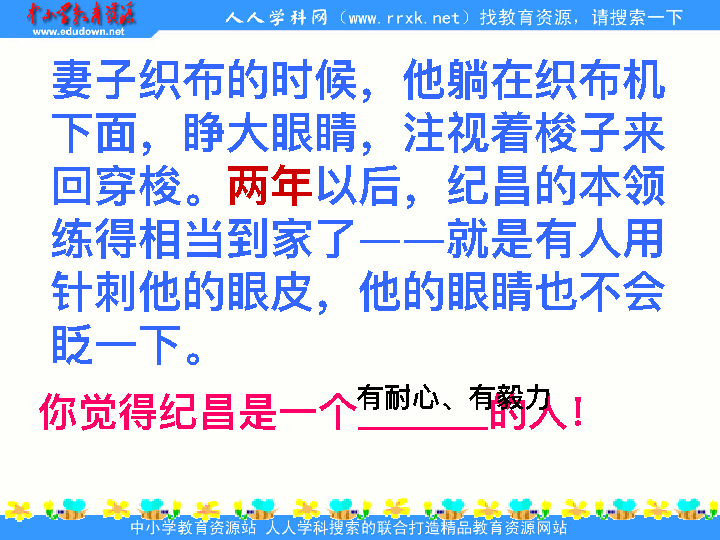 中小学教育资源
www.edudown.net
人人学科网（www.rrxk.net）找教育资源，请搜索一下
妻子织布的时候，他躺在织布机
下面，睁大眼睛，注视着梭子来
回穿梭。两年以后，纪昌的本领
练得相当到家了——就是有人用
针刺他的眼皮，他的眼睛也不会
眨一下。
有耐心、有毅力
你觉得纪昌是一个______的人！
中小学教育资源站 人人学科搜索的联合打造精品教育资源网站